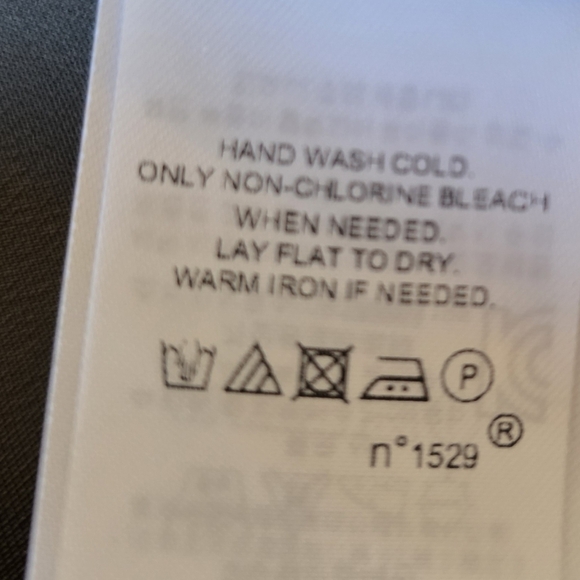 HAND WASH COLD.
ONLY NON-CHLORINE BLEACH
WHEN NEEDED.
LAY FLAT TO DRY.
WARM IRON IF NEEDED.
P
n°1529 ®